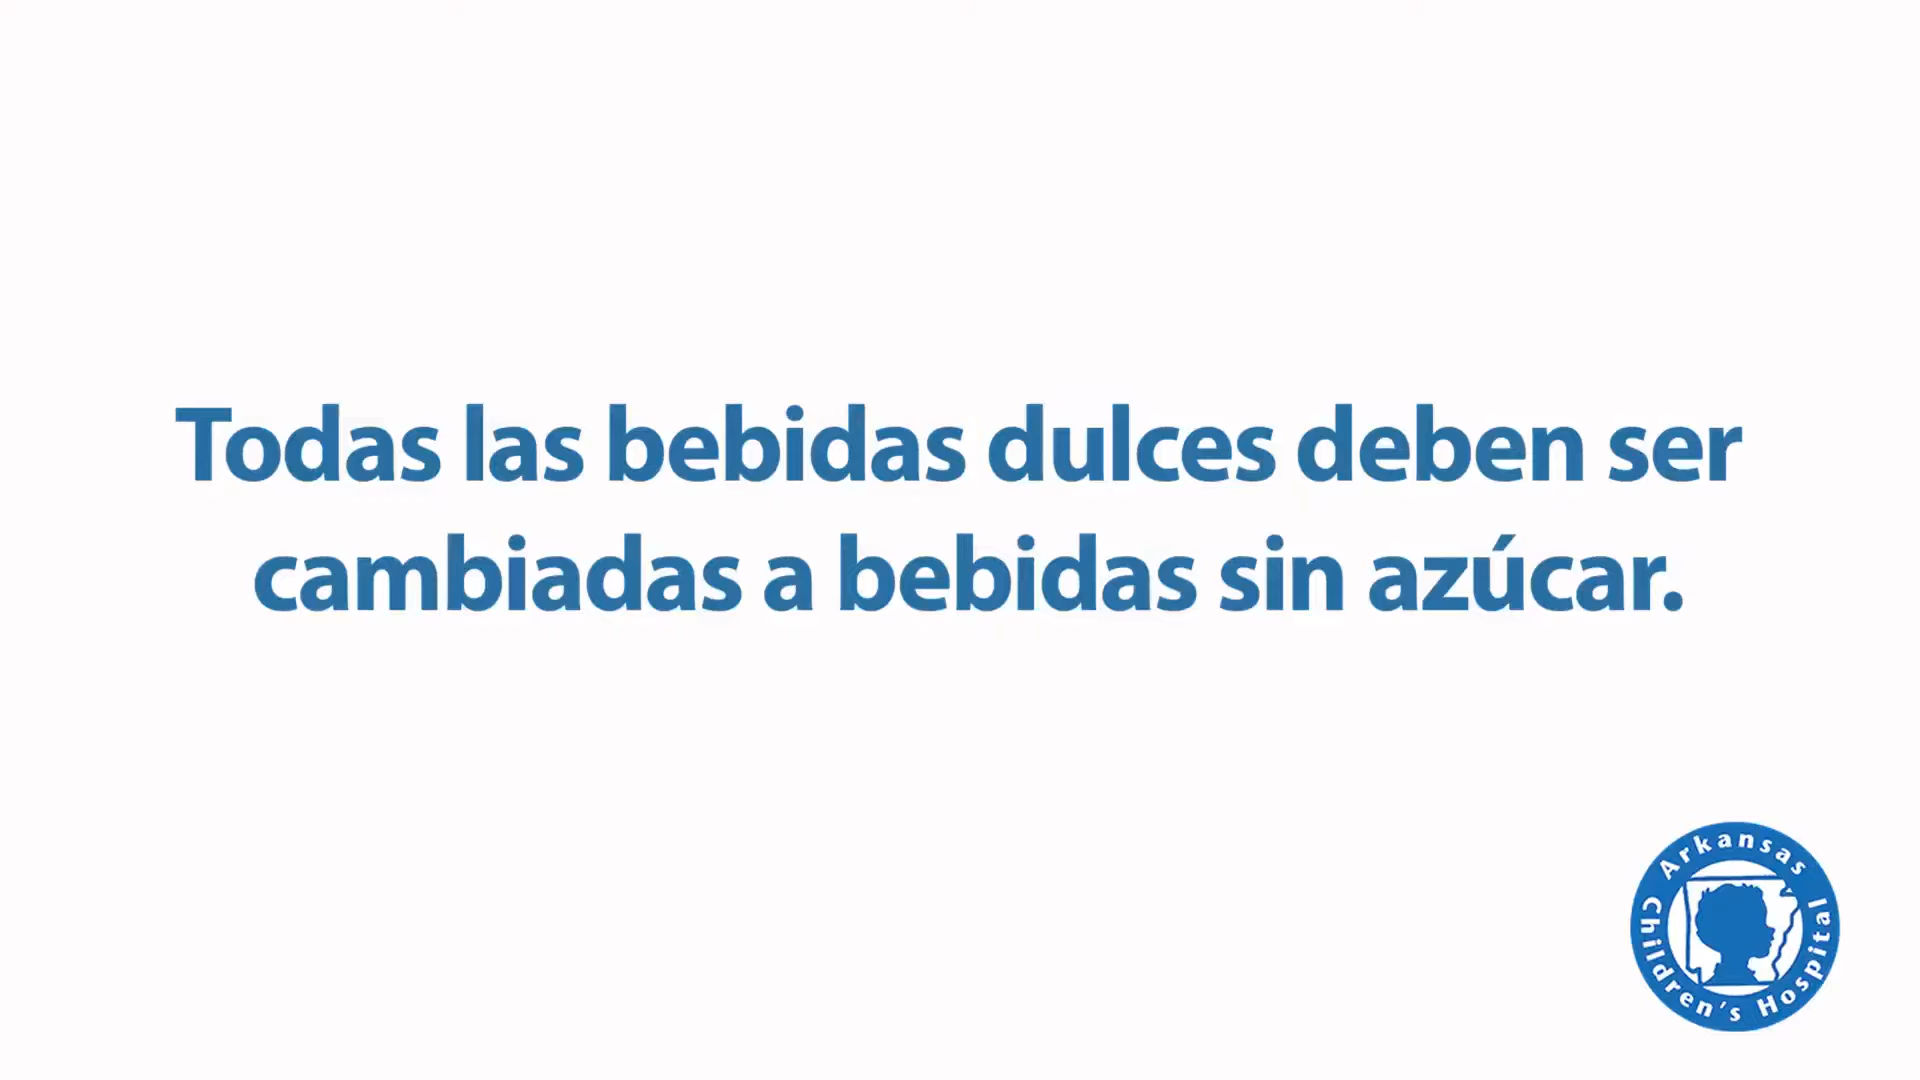 Todas las bebidas dulces deben ser
cambiadas a bebidas sin azúcar.
Arkansas
Children's Hospital